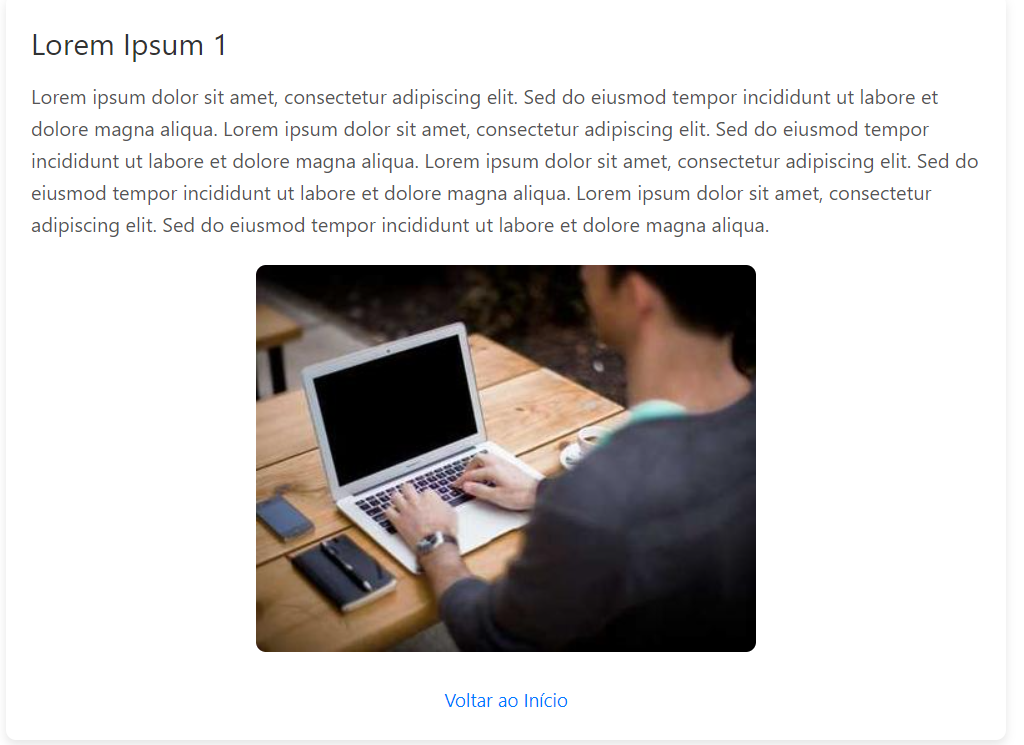 Lorem Ipsum 1
Lorem ipsum dolor sit amet, consectetur adipiscing elit. Sed do eiusmod tempor incididunt ut labore et
dolore magna aliqua. Lorem ipsum dolor sit amet, consectetur adipiscing elit. Sed do eiusmod tempor
incididunt ut labore et dolore magna aliqua. Lorem ipsum dolor sit amet, consectetur adipiscing elit. Sed do
eiusmod tempor incididunt ut labore et dolore magna aliqua. Lorem ipsum dolor sit amet, consectetur
adipiscing elit. Sed do eiusmod tempor incididunt ut labore et dolore magna aliqua.
Voltar ao Início